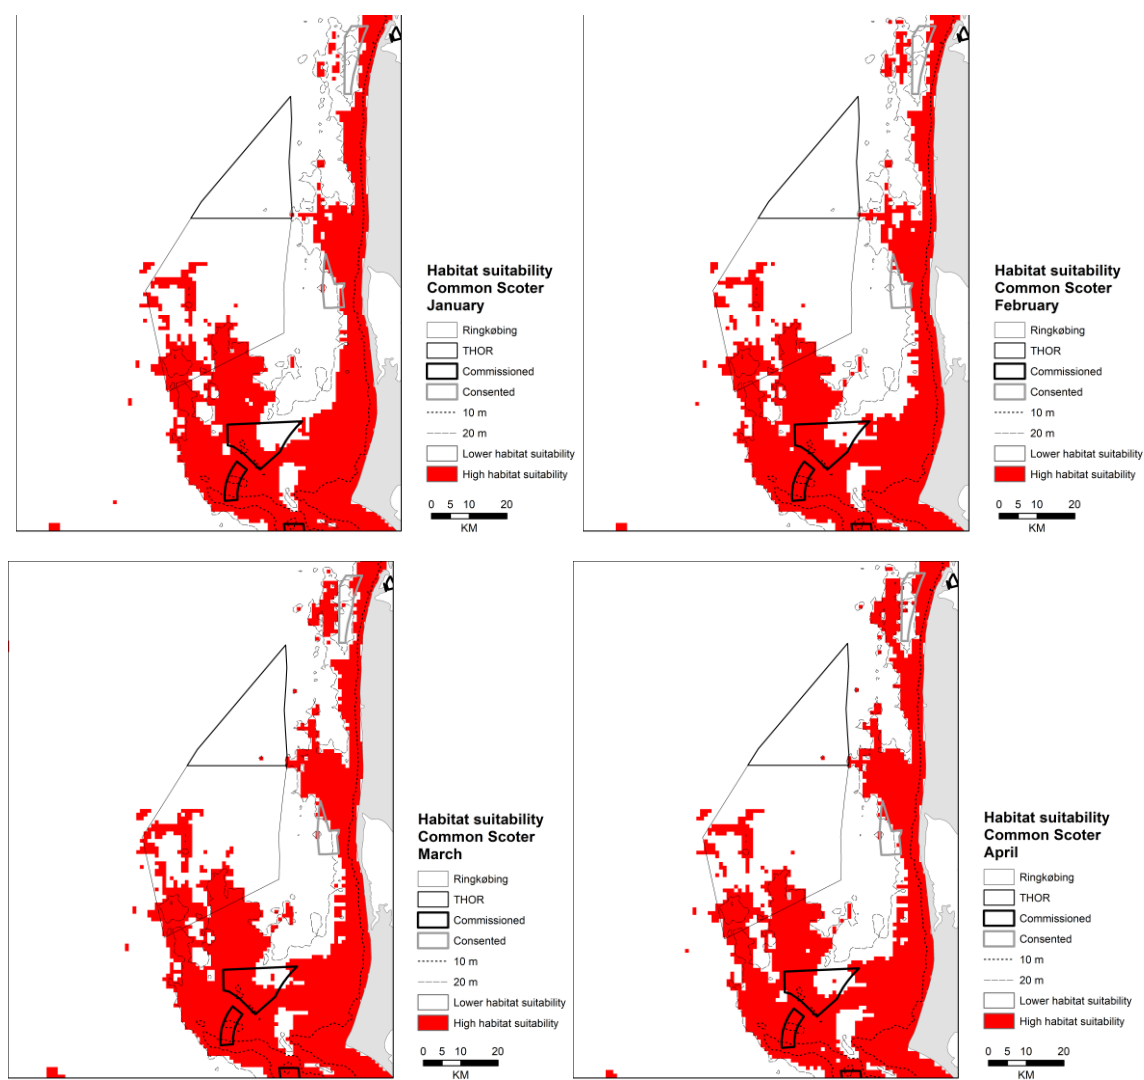 Habitat suitability
Common Scoter
January
Ringkøbing
THOR
Commissioned
Consented
10 m
20 m
Lower habitat suitability
High habitat suitability
0 5 10 20
KM
Habitat suitability
Common Scoter
February
Ringkøbing
THOR
Commissioned
Consented
10 m
20 m
Lower habitat suitability
High habitat suitability
0 5 10 20
KM
Habitat suitability
Common Scoter
March
Ringkøbing
THOR
Commissioned
Consented
10 m
20 m
Lower habitat suitability
High habitat suitability
0 5 10 20
KM
Habitat suitability
Common Scoter
April
Ringkøbing
THOR
Commissioned
Consented
10 m
20 m
Lower habitat suitability
High habitat suitability
0 5 10 20
KM